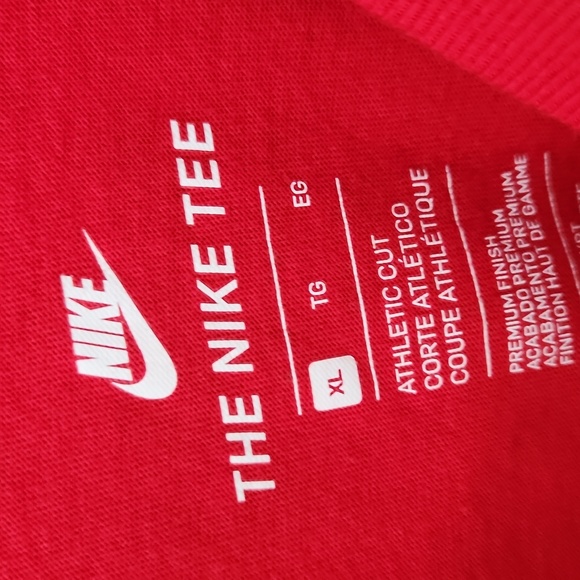 NIKE
THE NIKE TEE
XL TG EG
ATHLETIC CUT
CORTE ATLÉTICO
COUPE ATHLÉTIQUE
PREMIUM FINISH
ACABADO PREMIUM
ACABAMENTO PREMIUM
FINITION HAUT DE GAMME